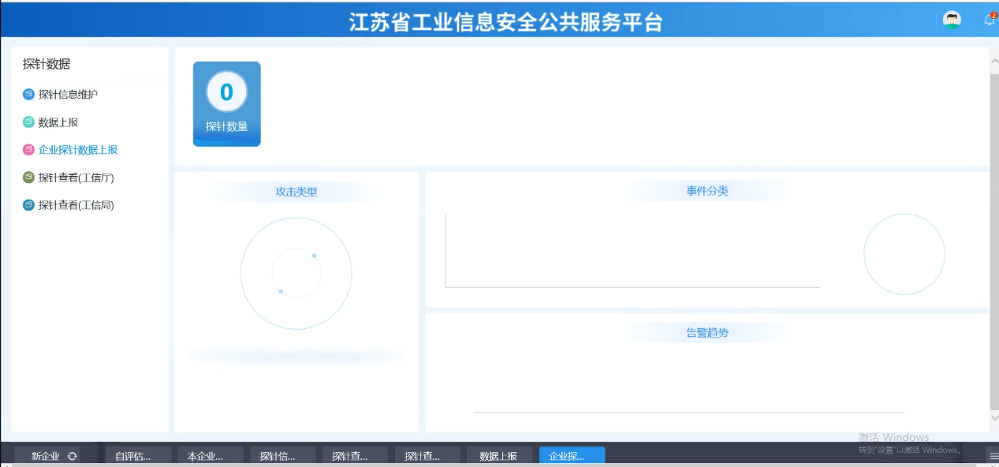 江苏省工业信息安全公共服务平台
2
探针数据
探针信息维护
数据上报
企业探针数据上报
探针查看(工信厅)
探针查看(工信局)
0
探针数量
攻击类型
事件分类
告警趋势
激活 Windows
转到"设置"以激活 Windows。
新企业
自评估...
本企业...
探针信...
探针查...
探针查...
数据上报
企业探...